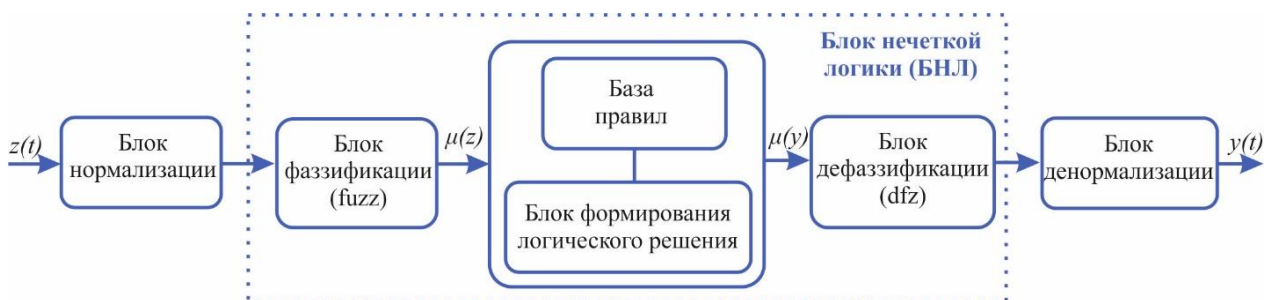 Блок нечеткой
логики (БНЛ)
z(t)
Блок
нормализации
Блок
фаззификации
(fuzz)
μ(z)
База
правил
Блок формирования
логического решения
μ(y)
Блок
дефаззификации
(dfz)
Блок
денормализации
y(t)